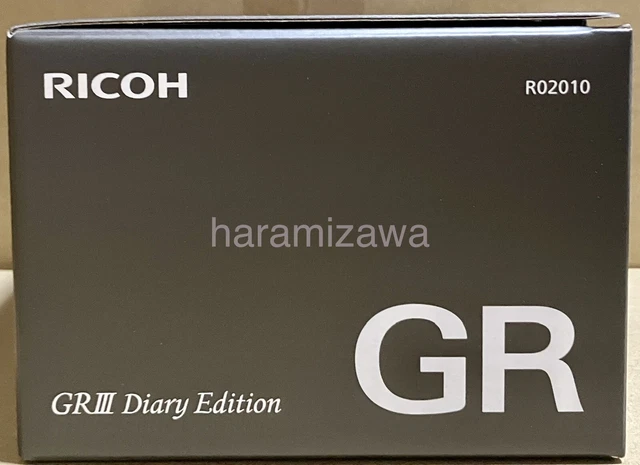 RICOH
R02010
haramizawa
GR
GRⅢ Diary Edition